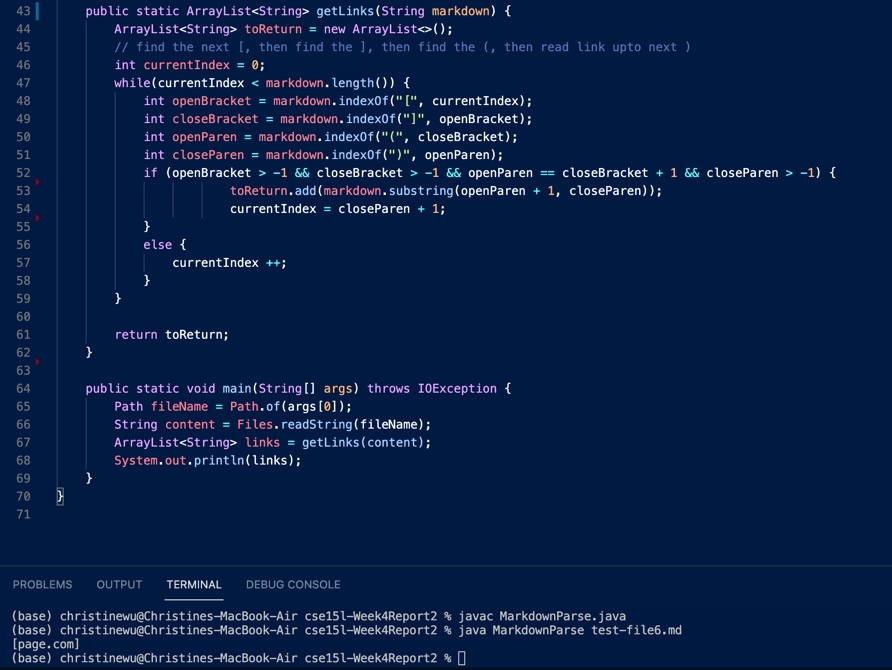 43 public static ArrayList<String> getLinks(String markdown) {
44 ArrayList<String> toReturn = new ArrayList<>();
45 // find the next [, then find the ], then find the (, then read link upto next )
46 int currentIndex = 0;
47 while(currentIndex < markdown.length()) {
48 int openBracket = markdown.indexOf("[", currentIndex);
49 int closeBracket = markdown.indexOf("]", openBracket);
50 int openParen = markdown.indexOf("(", closeBracket);
51 int closeParen = markdown.indexOf(")", openParen);
52 if (openBracket > -1 && closeBracket > -1 && openParen == closeBracket + 1 && closeParen > -1) {
53 toReturn.add(markdown.substring(openParen + 1, closeParen));
54 currentIndex = closeParen + 1;
55 }
56 else {
57 currentIndex ++;
58 }
59 }
60
61 return toReturn;
62 }
63
64 public static void main(String[] args) throws IOException {
65 Path fileName = Path.of(args[0]);
66 String content = Files.readString(fileName);
67 ArrayList<String> links = getLinks(content);
68 System.out.println(links);
69 }
70 }
71
PROBLEMS OUTPUT TERMINAL DEBUG CONSOLE
(base) christinewu@Christines-MacBook-Air cse15l-Week4Report2 % javac MarkdownParse.java
(base) christinewu@Christines-MacBook-Air cse15l-Week4Report2 % java MarkdownParse test-file6.md
[page.com]
(base) christinewu@Christines-MacBook-Air cse15l-Week4Report2 %